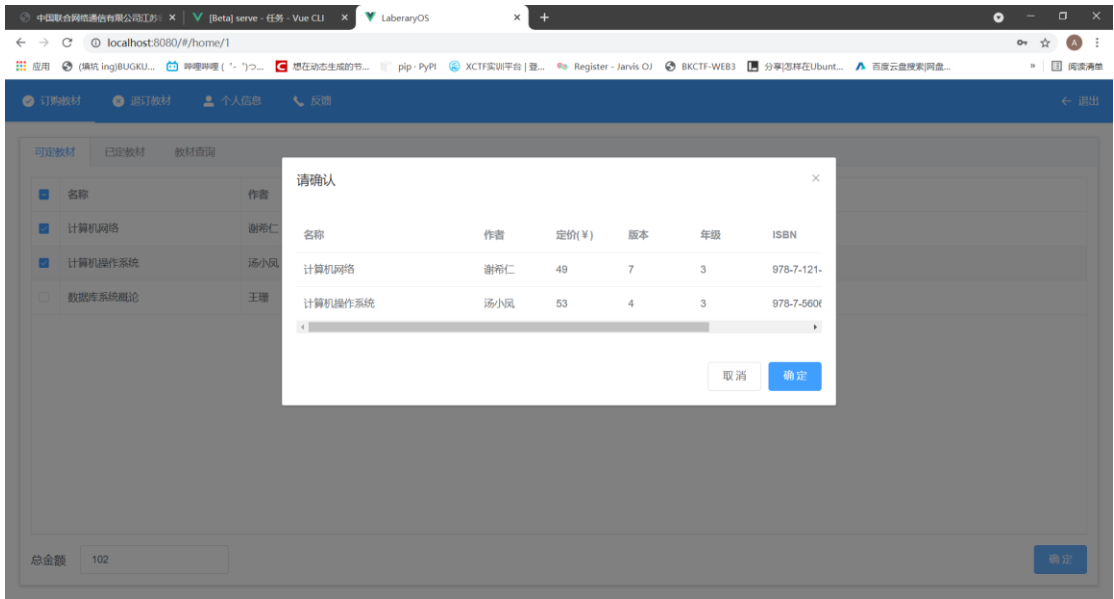 中国联合网络通信有限公司江苏 [Beta] serve - 任务 - Vue CLI LaberaryOS
localhost:8080/#/home/1
应用 (填坑 ing)BUGKU... 哔哩哔哩 ( ゜- ゜)つ... 想在动态生成的节... pip · PyPI XCTF实训平台 | 登... Register - Jarvis OJ BKCTF-WEB3 分享|怎样在Ubunt... 百度云盘搜索|网盘... » 阅读清单
订购教材 退订教材 个人信息 反馈 退出
可定教材 已定教材 教材查询
名称 作者
计算机网络 谢希仁
计算机操作系统 汤小凤
数据库系统概论 王珊
请确认
名称 作者 定价(¥) 版本 年级 ISBN
计算机网络 谢希仁 49 7 3 978-7-121-
计算机操作系统 汤小凤 53 4 3 978-7-5606
取消 确定
总金额 102 确定